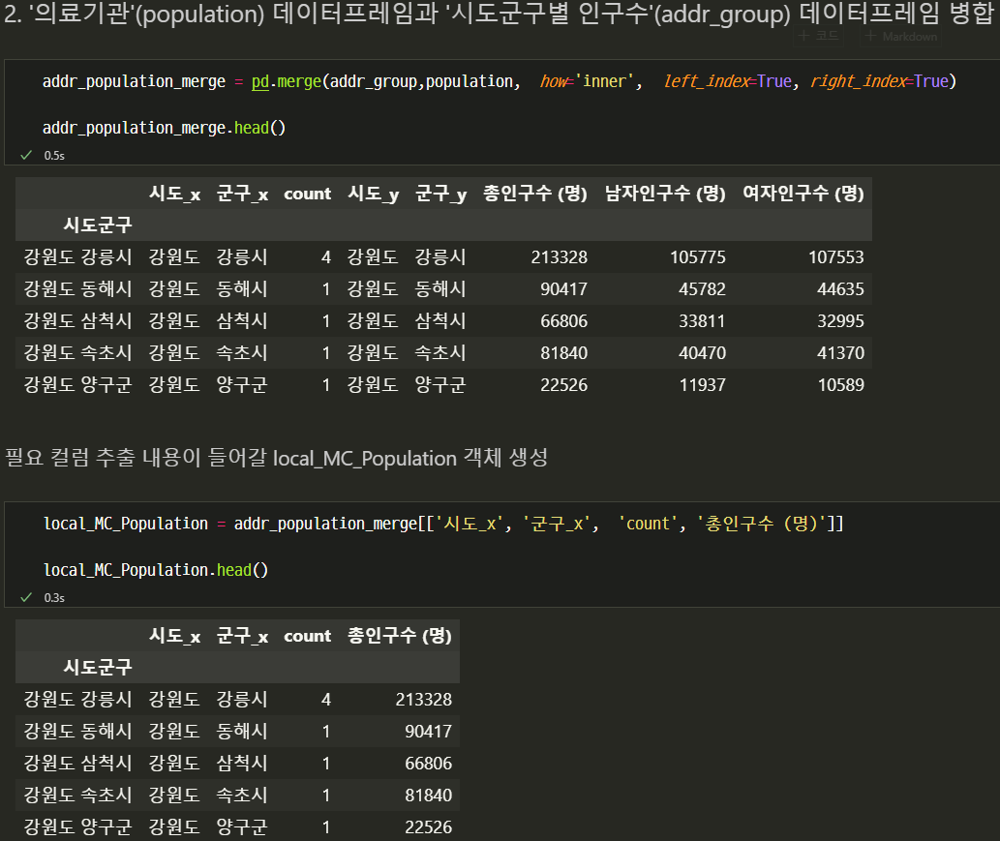 2. '의료기관'(population) 데이터프레임과 '시도군구별 인구수'(addr_group) 데이터프레임 병합
+ 코드 + Markdown
addr_population_merge = pd.merge(addr_group,population, how='inner', left_index=True, right_index=True)
addr_population_merge.head()
✓ 0.5s
시도_x 군구_x count 시도_y 군구_y 총인구수 (명) 남자인구수 (명) 여자인구수 (명)
시도군구
강원도 강릉시 강원도 강릉시 4 강원도 강릉시 213328 105775 107553
강원도 동해시 강원도 동해시 1 강원도 동해시 90417 45782 44635
강원도 삼척시 강원도 삼척시 1 강원도 삼척시 66806 33811 32995
강원도 속초시 강원도 속초시 1 강원도 속초시 81840 40470 41370
강원도 양구군 강원도 양구군 1 강원도 양구군 22526 11937 10589
필요 컬럼 추출 내용이 들어갈 local_MC_Population 객체 생성
local_MC_Population = addr_population_merge[['시도_x', '군구_x', 'count', '총인구수 (명)']]
local_MC_Population.head()
✓ 0.3s
시도_x 군구_x count 총인구수 (명)
시도군구
강원도 강릉시 강원도 강릉시 4 213328
강원도 동해시 강원도 동해시 1 90417
강원도 삼척시 강원도 삼척시 1 66806
강원도 속초시 강원도 속초시 1 81840
강원도 양구군 강원도 양구군 1 22526